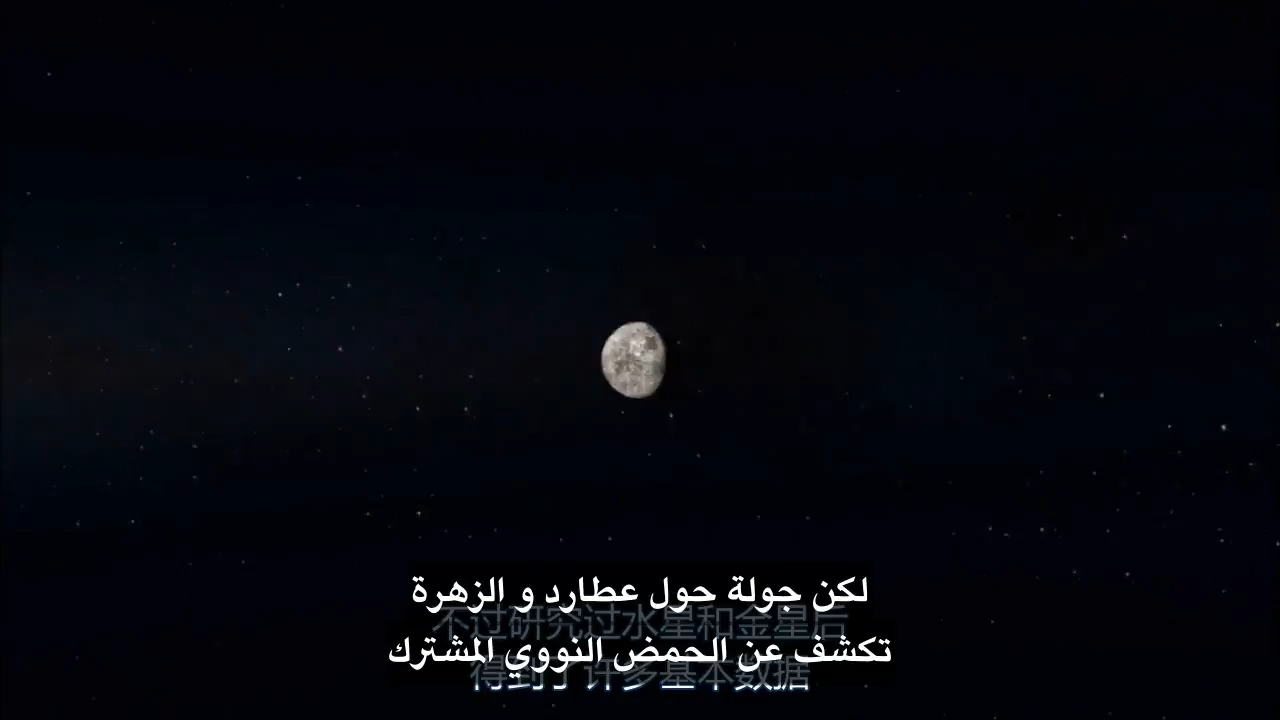 لكن جولة حول عطارد و الزهرة
不过研究过水星和金星后
تكشف عن الحمض النووي المشترك
得到了许多基本数据